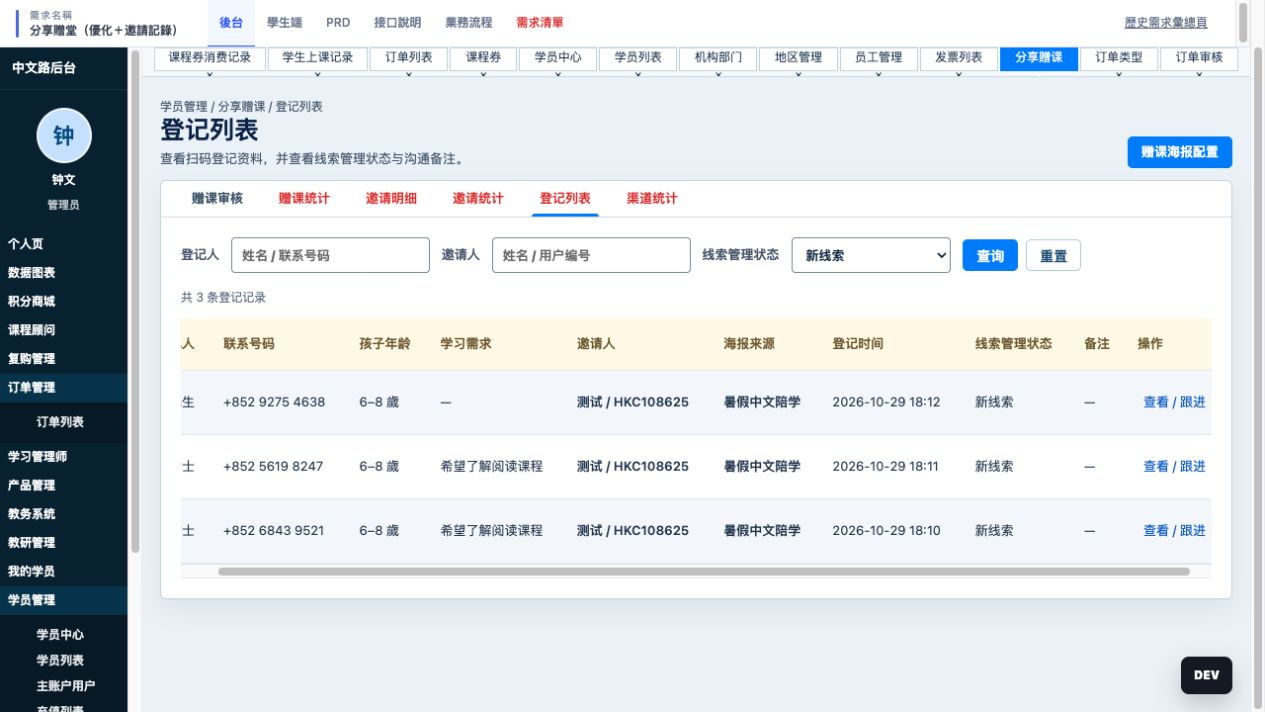 需求名稱
分享赠堂（優化＋邀請記錄）
後台
學生端
PRD
接口說明
業務流程
需求清單
歷史需求彙總頁
中文路后台
钟
钟文
管理员
个人页
数据图表
积分商城
课程顾问
复购管理
订单管理
订单列表
学习管理师
产品管理
教务系统
教研管理
我的学员
学员管理
学员中心
学员列表
主账户用户
课程券消费记录
学生上课记录
订单列表
课程券
学员中心
学员列表
机构部门
地区管理
员工管理
发票列表
分享赠课
订单类型
订单审核
学员管理 / 分享赠课 / 登记列表
登记列表
查看扫码登记资料，并查看线索管理状态与沟通备注。
赠课海报配置
赠课审核
赠课统计
邀请明细
邀请统计
登记列表
渠道统计
登记人 姓名 / 联系号码 邀请人 姓名 / 用户编号 线索管理状态 新线索 查询 重置
共 3 条登记记录
人 联系号码 孩子年龄 学习需求 邀请人 海报来源 登记时间 线索管理状态 备注 操作
生 +852 9275 4638 6–8 歲 — 测试 / HKC108625 暑假中文陪学 2026-10-29 18:12 新线索 — 查看 / 跟进
士 +852 5619 8247 6–8 歲 希望了解阅读课程 测试 / HKC108625 暑假中文陪学 2026-10-29 18:11 新线索 — 查看 / 跟进
士 +852 6843 9521 6–8 歲 希望了解阅读课程 测试 / HKC108625 暑假中文陪学 2026-10-29 18:10 新线索 — 查看 / 跟进
DEV